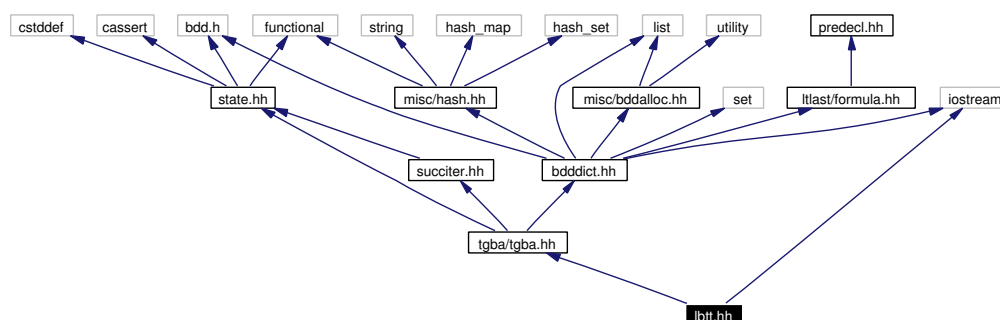 cstddef
cassert
bdd.h
functional
string
hash_map
hash_set
list
utility
predecl.hh
state.hh
misc/hash.hh
misc/bddalloc.hh
set
ltlast/formula.hh
iostream
succiter.hh
bdddict.hh
tgba/tgba.hh
lbtt.hh